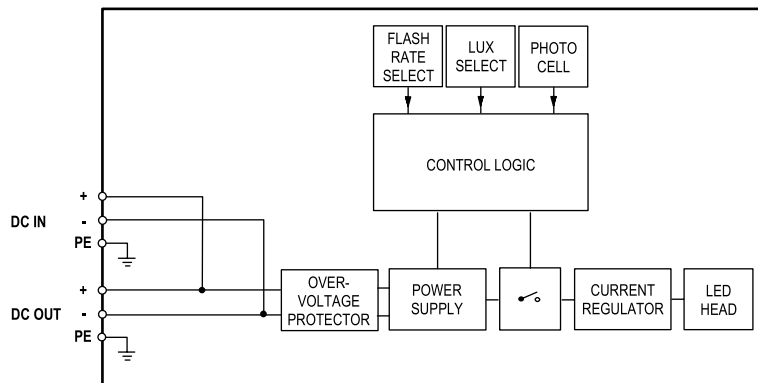 FLASH
RATE
SELECT
LUX
SELECT
PHOTO
CELL
CONTROL LOGIC
+
DC IN
-
PE
+
DC OUT
-
PE
OVER-
VOLTAGE
PROTECTOR
POWER
SUPPLY
CURRENT
REGULATOR
LED
HEAD